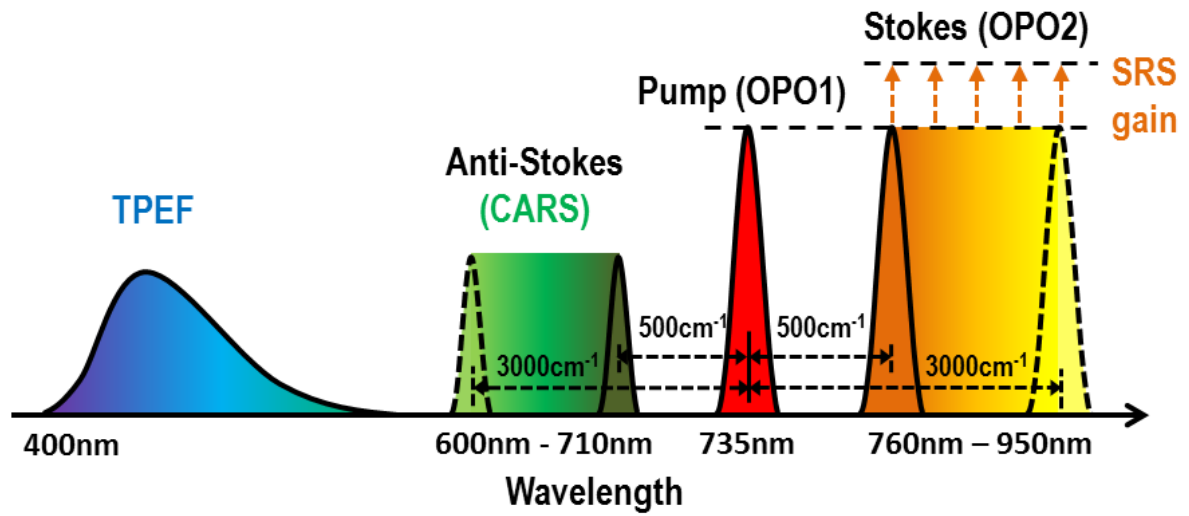 Stokes (OPO2)
SRS
gain
Pump (OPO1)
Anti-Stokes
(CARS)
TPEF
500cm⁻¹
500cm⁻¹
3000cm⁻¹
3000cm⁻¹
400nm
600nm - 710nm
735nm
760nm – 950nm
Wavelength